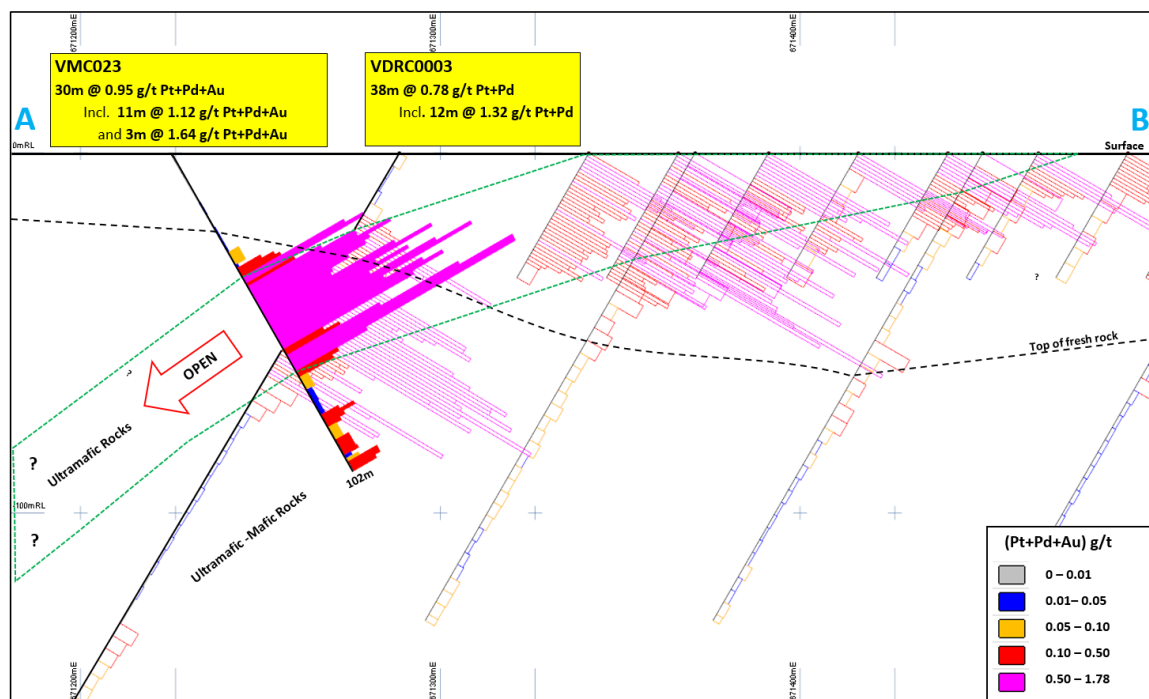 671200mE
671300mE
671400mE
VMC023
30m @ 0.95 g/t Pt+Pd+Au
Incl. 11m @ 1.12 g/t Pt+Pd+Au
and 3m @ 1.64 g/t Pt+Pd+Au
VDRC0003
38m @ 0.78 g/t Pt+Pd
Incl. 12m @ 1.32 g/t Pt+Pd
A
B
0mRL
Surface
?
Top of fresh rock
OPEN
?
Ultramafic Rocks
?
102m
100mRL
?
Ultramafic -Mafic Rocks
(Pt+Pd+Au) g/t
0 – 0.01
0.01 – 0.05
0.05 – 0.10
0.10 – 0.50
0.50 – 1.78
671200mE
671300mE
671400mE